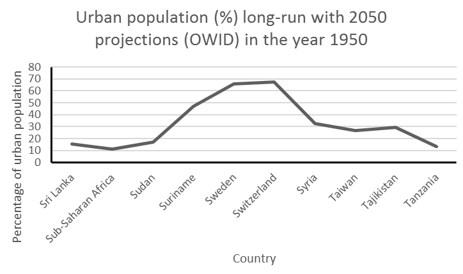 Urban population (%) long-run with 2050
projections (OWID) in the year 1950
Percentage of urban population
80
70
60
50
40
30
20
10
0
Sri Lanka
Sub-Saharan Africa
Sudan
Suriname
Sweden
Switzerland
Syria
Taiwan
Tajikistan
Tanzania
Country